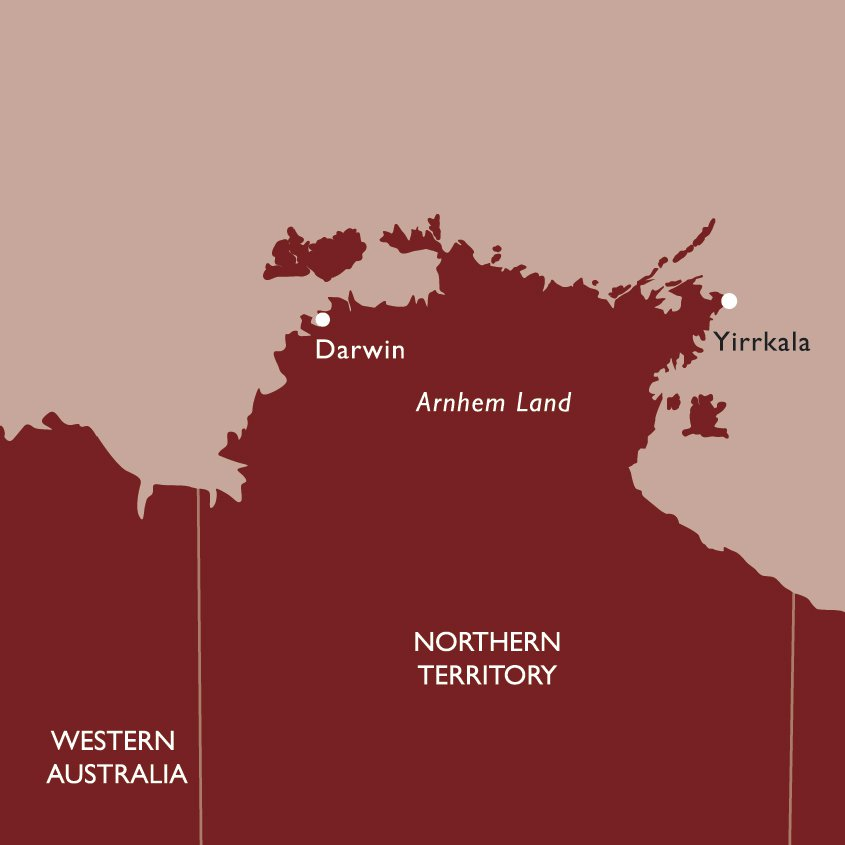 Darwin
Yirrkala
Arnhem Land
NORTHERN
TERRITORY
WESTERN
AUSTRALIA